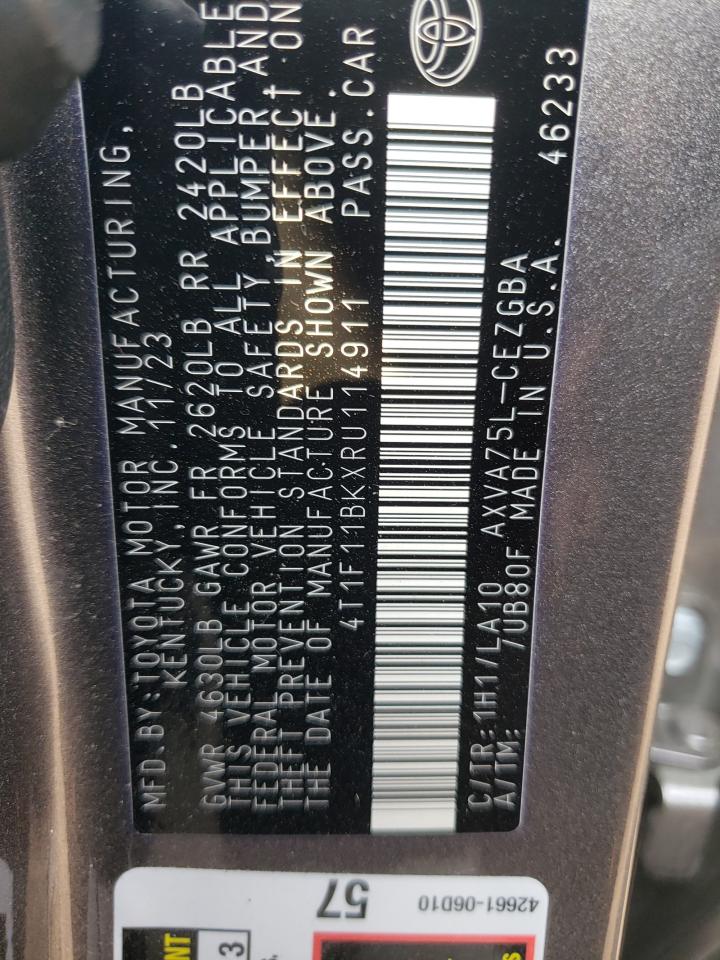 MFD.BY:TOYOTA MOTOR MANUFACTURING,
KENTUCKY,INC. 11/23
GVWR 4630LB GAWR FR 2620LB RR 2420LB
THIS VEHICLE CONFORMS TO ALL APPLICABLE
FEDERAL MOTOR VEHICLE SAFETY,BUMPER AND
THEFT PREVENTION STANDARDS IN EFFECT ON
THE DATE OF MANUFACTURE SHOWN ABOVE.
4T1F11BKXRU114911 PASS.CAR
C/TR:1H1/LA10 AXVA75L-CEZGBA 46233
A/TM: /UB80F MADE IN U.S.A.
57
42661-06D10
3